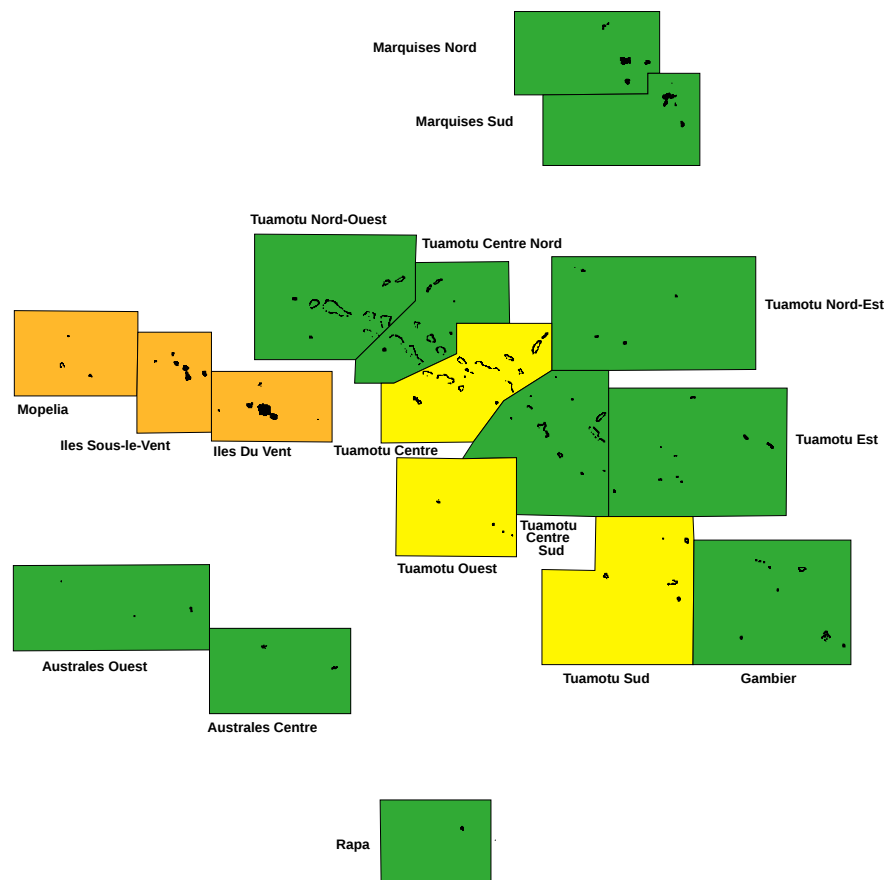 Marquises Nord
Marquises Sud
Tuamotu Nord-Ouest
Tuamotu Centre Nord
Tuamotu Nord-Est
Mopelia
Iles Sous-le-Vent
Iles Du Vent
Tuamotu Centre
Tuamotu Est
Tuamotu
Centre
Sud
Tuamotu Ouest
Australes Ouest
Tuamotu Sud
Gambier
Australes Centre
Rapa